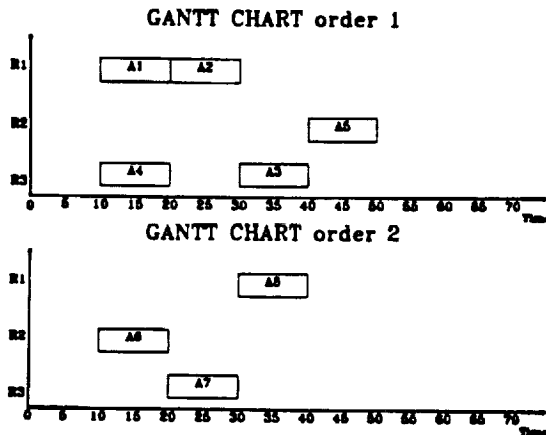 GANTT CHART order 1
R1 A1 A2
R2 A5
R3 A4 A3
0 5 10 15 20 25 30 35 40 45 50 55 60 65 70
Time
GANTT CHART order 2
R1 A8
R2 A6
R3 A7
0 5 10 15 20 25 30 35 40 45 50 55 60 65 70
Time